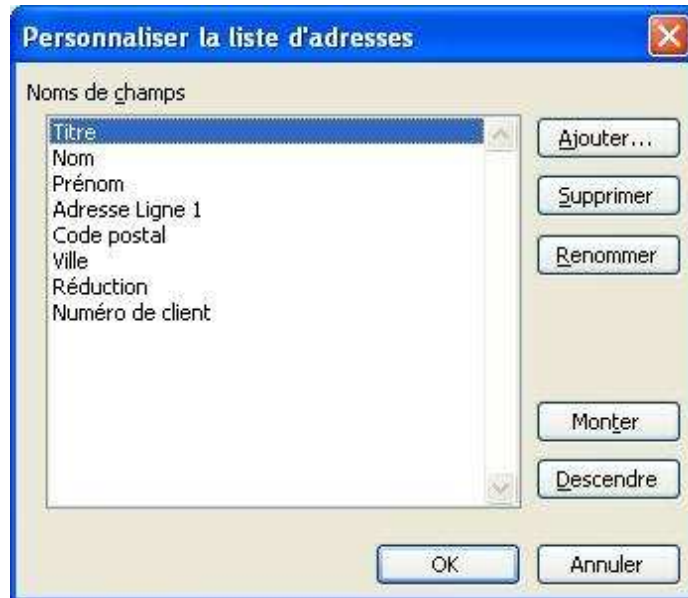 Personnaliser la liste d'adresses
Noms de champs
Titre
Nom
Prénom
Adresse Ligne 1
Code postal
Ville
Réduction
Numéro de client
Ajouter...
Supprimer
Renommer
Monter
Descendre
OK
Annuler